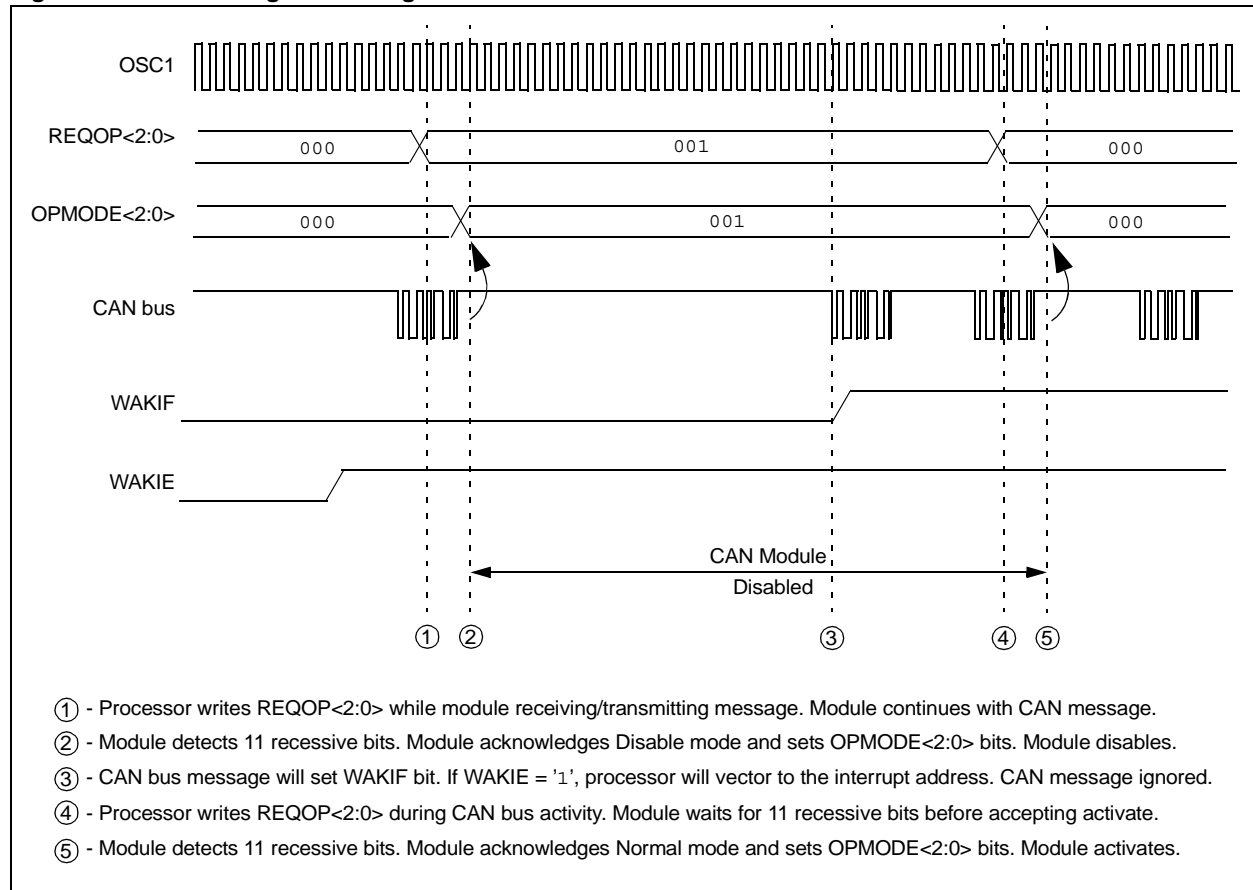 OSC1
REQOP<2:0>
000
001
000
OPMODE<2:0>
000
001
000
CAN bus
WAKIF
WAKIE
CAN Module
Disabled
1 2 3 4 5
1 - Processor writes REQOP<2:0> while module receiving/transmitting message. Module continues with CAN message.
2 - Module detects 11 recessive bits. Module acknowledges Disable mode and sets OPMODE<2:0> bits. Module disables.
3 - CAN bus message will set WAKIF bit. If WAKIE = '1', processor will vector to the interrupt address. CAN message ignored.
4 - Processor writes REQOP<2:0> during CAN bus activity. Module waits for 11 recessive bits before accepting activate.
5 - Module detects 11 recessive bits. Module acknowledges Normal mode and sets OPMODE<2:0> bits. Module activates.